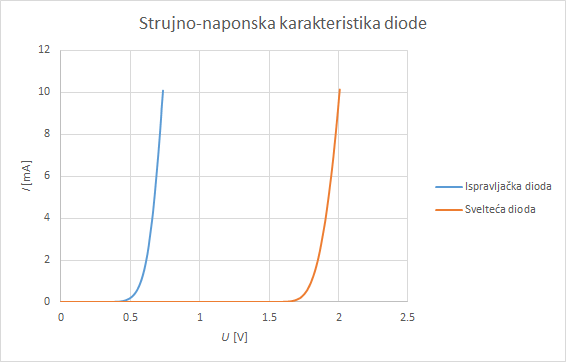 Strujno-naponska karakteristika diode
12
10
8
6
4
2
0
I [mA]
0 0.5 1 1.5 2 2.5
U [V]
Ispravljačka dioda
Svelteća dioda